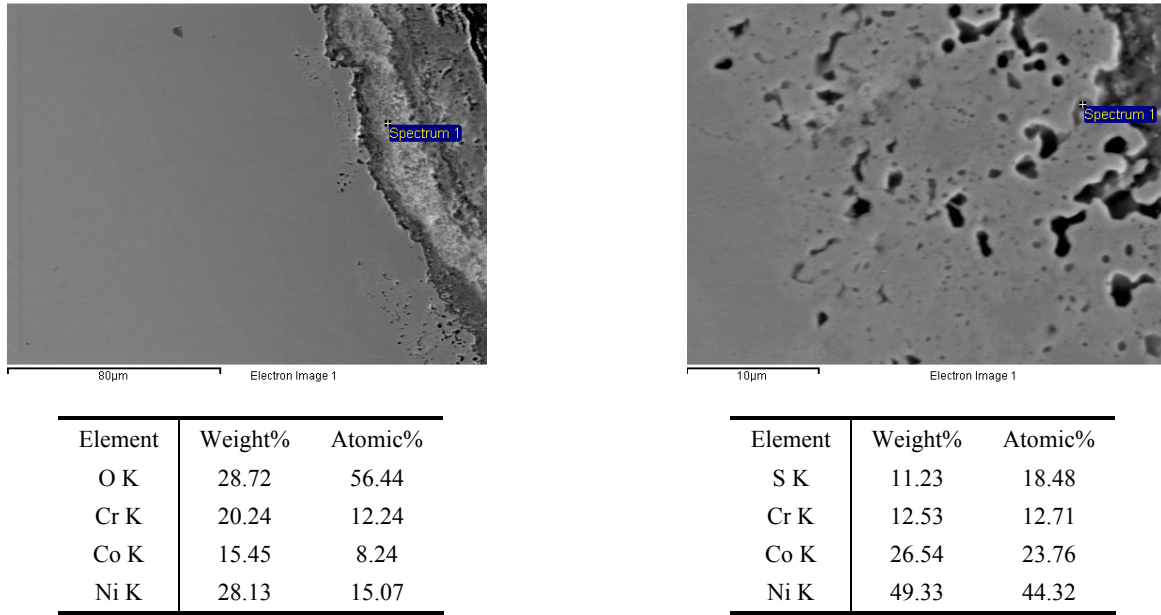 Spectrum 1
80µm Electron Image 1
Element Weight% Atomic%
O K 28.72 56.44
Cr K 20.24 12.24
Co K 15.45 8.24
Ni K 28.13 15.07
Spectrum 1
10µm Electron Image 1
Element Weight% Atomic%
S K 11.23 18.48
Cr K 12.53 12.71
Co K 26.54 23.76
Ni K 49.33 44.32